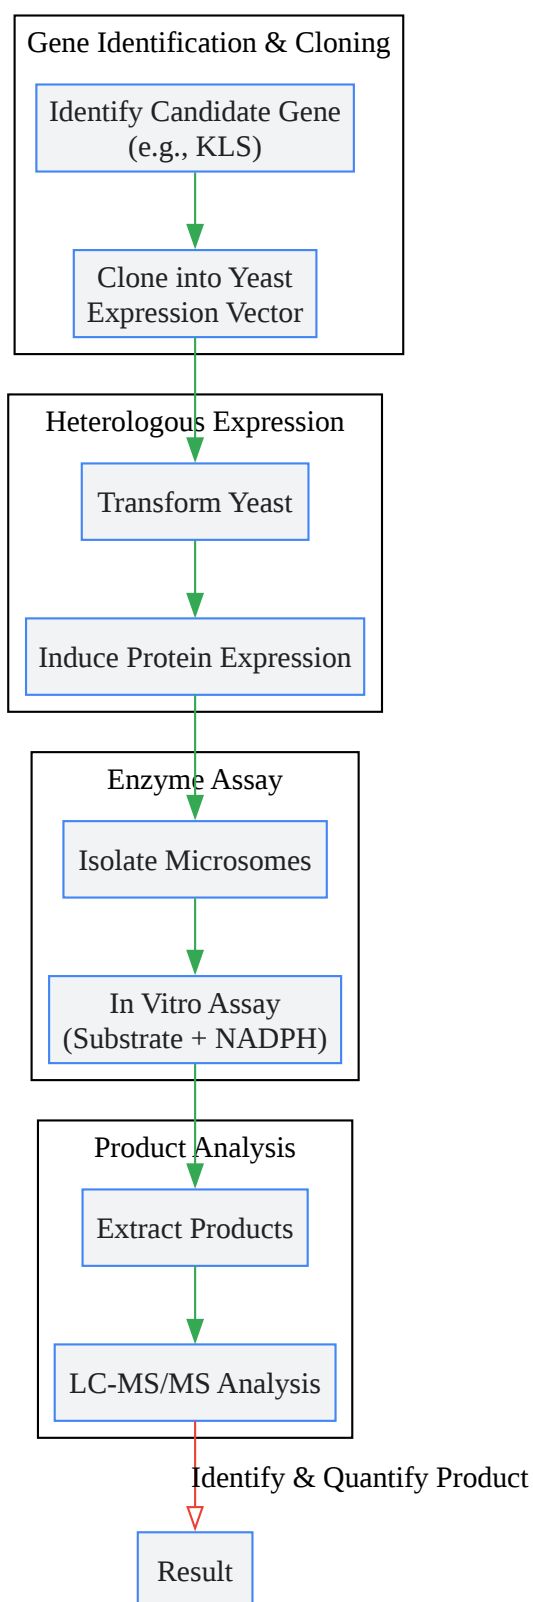 Gene Identification & Cloning
Identify Candidate Gene
(e.g., KLS)
Clone into Yeast
Expression Vector
Heterologous Expression
Transform Yeast
Induce Protein Expression
Enzyme Assay
Isolate Microsomes
In Vitro Assay
(Substrate + NADPH)
Product Analysis
Extract Products
LC-MS/MS Analysis
Identify & Quantify Product
Result